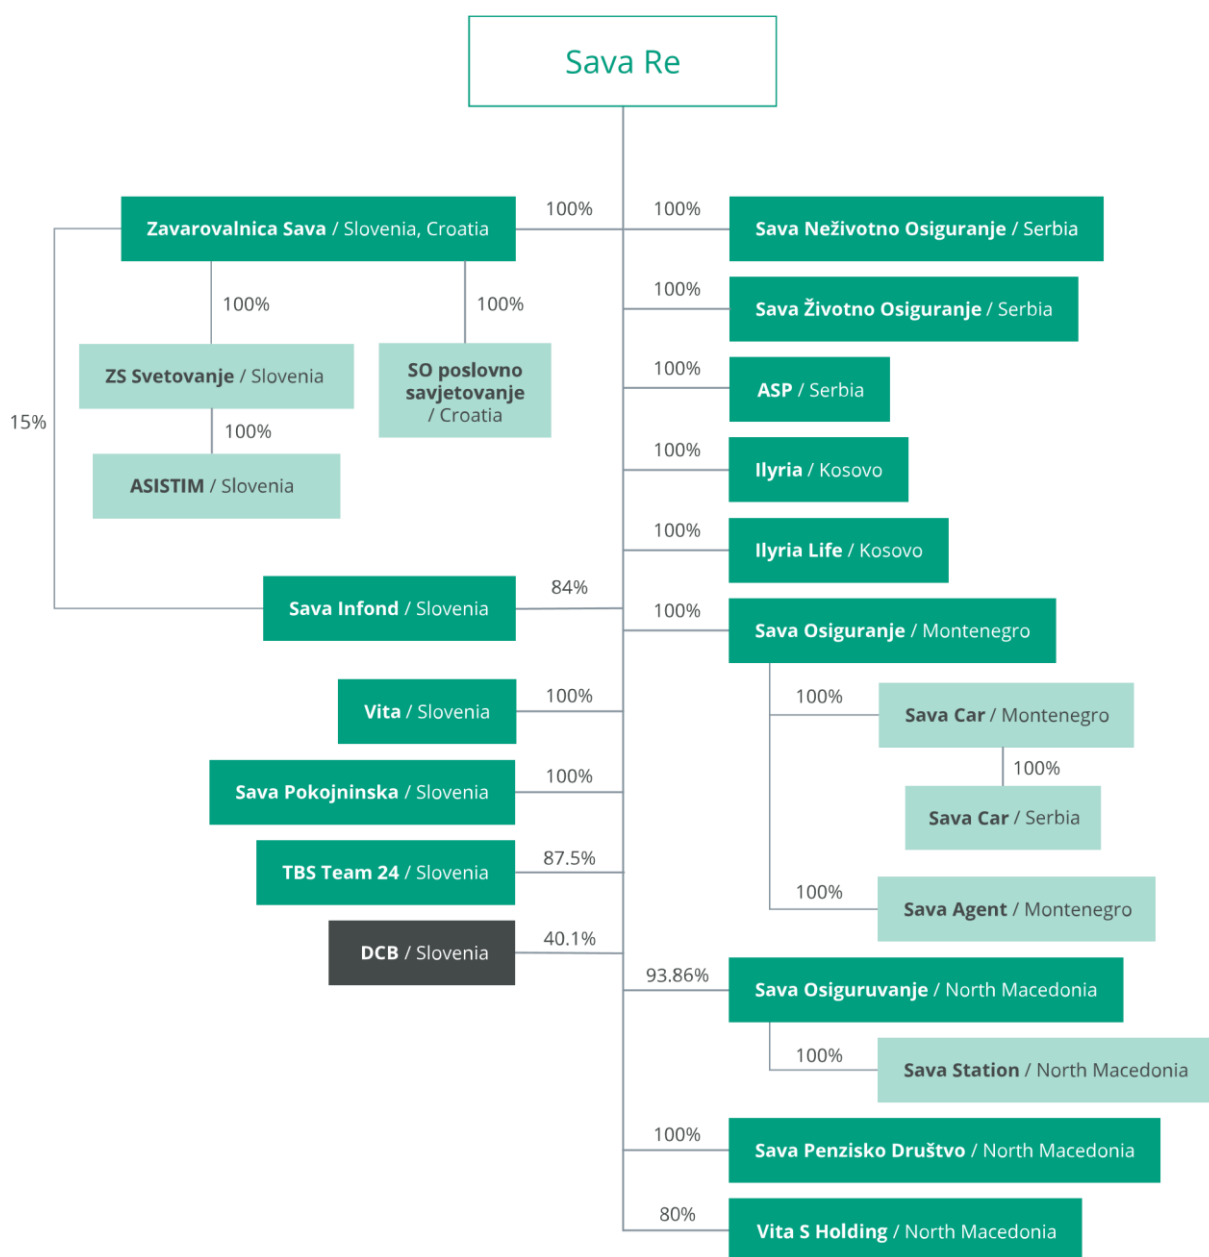 Sava Re
100%
100%
Zavarovalnica Sava / Slovenia, Croatia
Sava Neživotno Osiguranje / Serbia
100%
100%
100%
Sava Životno Osiguranje / Serbia
ZS Svetovanje / Slovenia
SO poslovno
savjetovanje
/ Croatia
100%
ASP / Serbia
15%
100%
100%
ASISTIM / Slovenia
Ilyria / Kosovo
100%
Ilyria Life / Kosovo
84%
Sava Infond / Slovenia
100%
Sava Osiguranje / Montenegro
100%
Vita / Slovenia
100%
Sava Car / Montenegro
100%
Sava Pokojninska / Slovenia
100%
Sava Car / Serbia
87.5%
TBS Team 24 / Slovenia
100%
Sava Agent / Montenegro
40.1%
DCB / Slovenia
93.86%
Sava Osiguruvanje / North Macedonia
100%
Sava Station / North Macedonia
100%
Sava Penzisko Društvo / North Macedonia
80%
Vita S Holding / North Macedonia